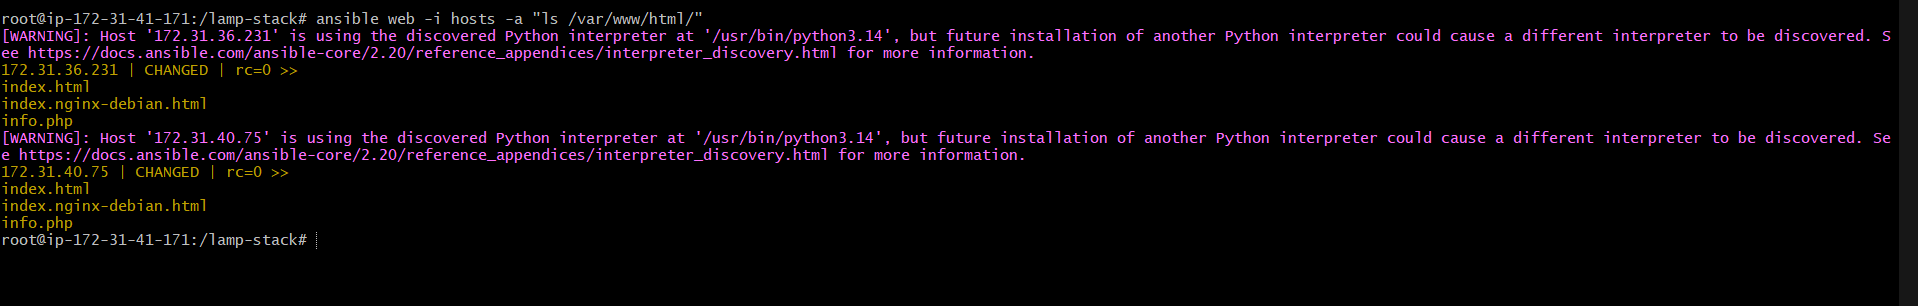 root@ip-172-31-41-171:/lamp-stack# ansible web -i hosts -a "ls /var/www/html/"
[WARNING]: Host '172.31.36.231' is using the discovered Python interpreter at '/usr/bin/python3.14', but future installation of another Python interpreter could cause a different interpreter to be discovered. S
ee https://docs.ansible.com/ansible-core/2.20/reference_appendices/interpreter_discovery.html for more information.
172.31.36.231 | CHANGED | rc=0 >>
index.html
index.nginx-debian.html
info.php
[WARNING]: Host '172.31.40.75' is using the discovered Python interpreter at '/usr/bin/python3.14', but future installation of another Python interpreter could cause a different interpreter to be discovered. Se
e https://docs.ansible.com/ansible-core/2.20/reference_appendices/interpreter_discovery.html for more information.
172.31.40.75 | CHANGED | rc=0 >>
index.html
index.nginx-debian.html
info.php
root@ip-172-31-41-171:/lamp-stack#